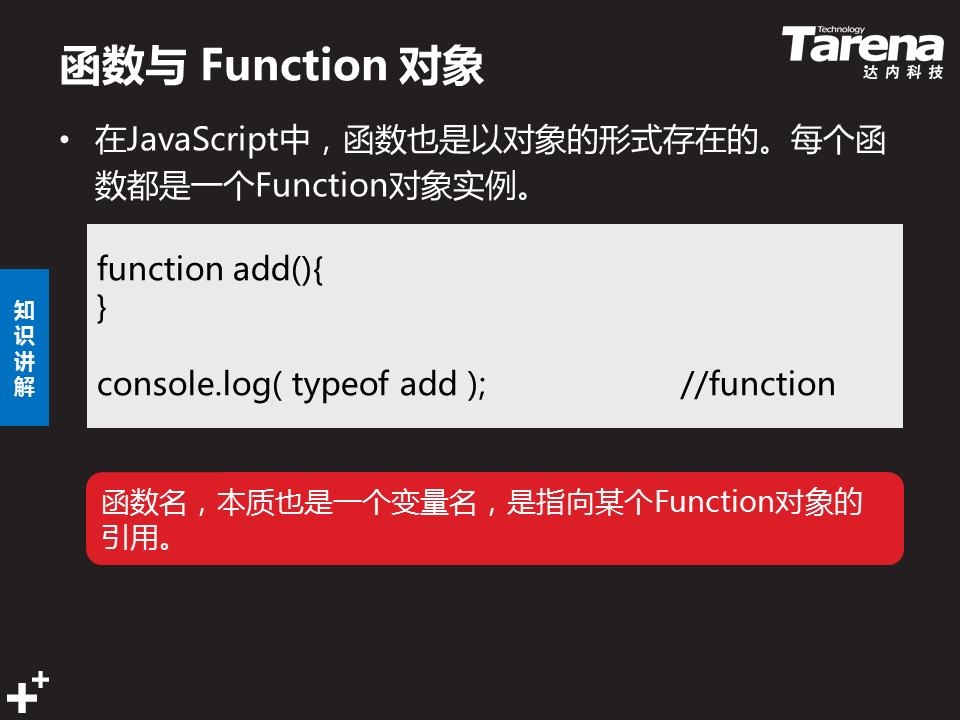 函数与 Function 对象
Technology
Tarena
达内科技
• 在JavaScript中，函数也是以对象的形式存在的。每个函
数都是一个Function对象实例。
function add(){
}
console.log( typeof add ); //function
知
识
讲
解
函数名，本质也是一个变量名，是指向某个Function对象的
引用。